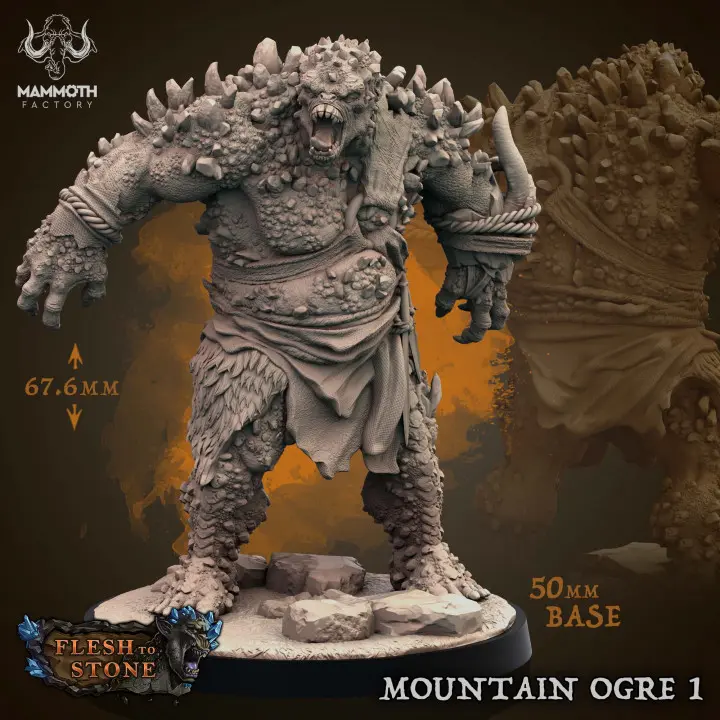 MAMMOTH
FACTORY
67.6MM
50MM
BASE
FLESH TO
STONE
MOUNTAIN OGRE 1